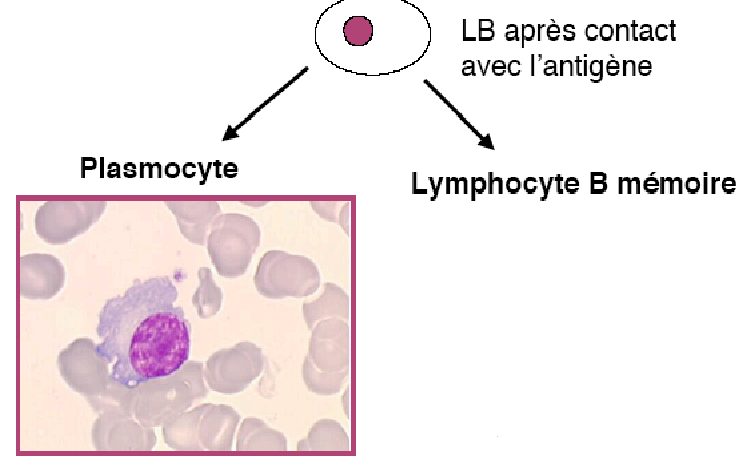 LB après contact
avec l'antigène
Plasmocyte
Lymphocyte B mémoire